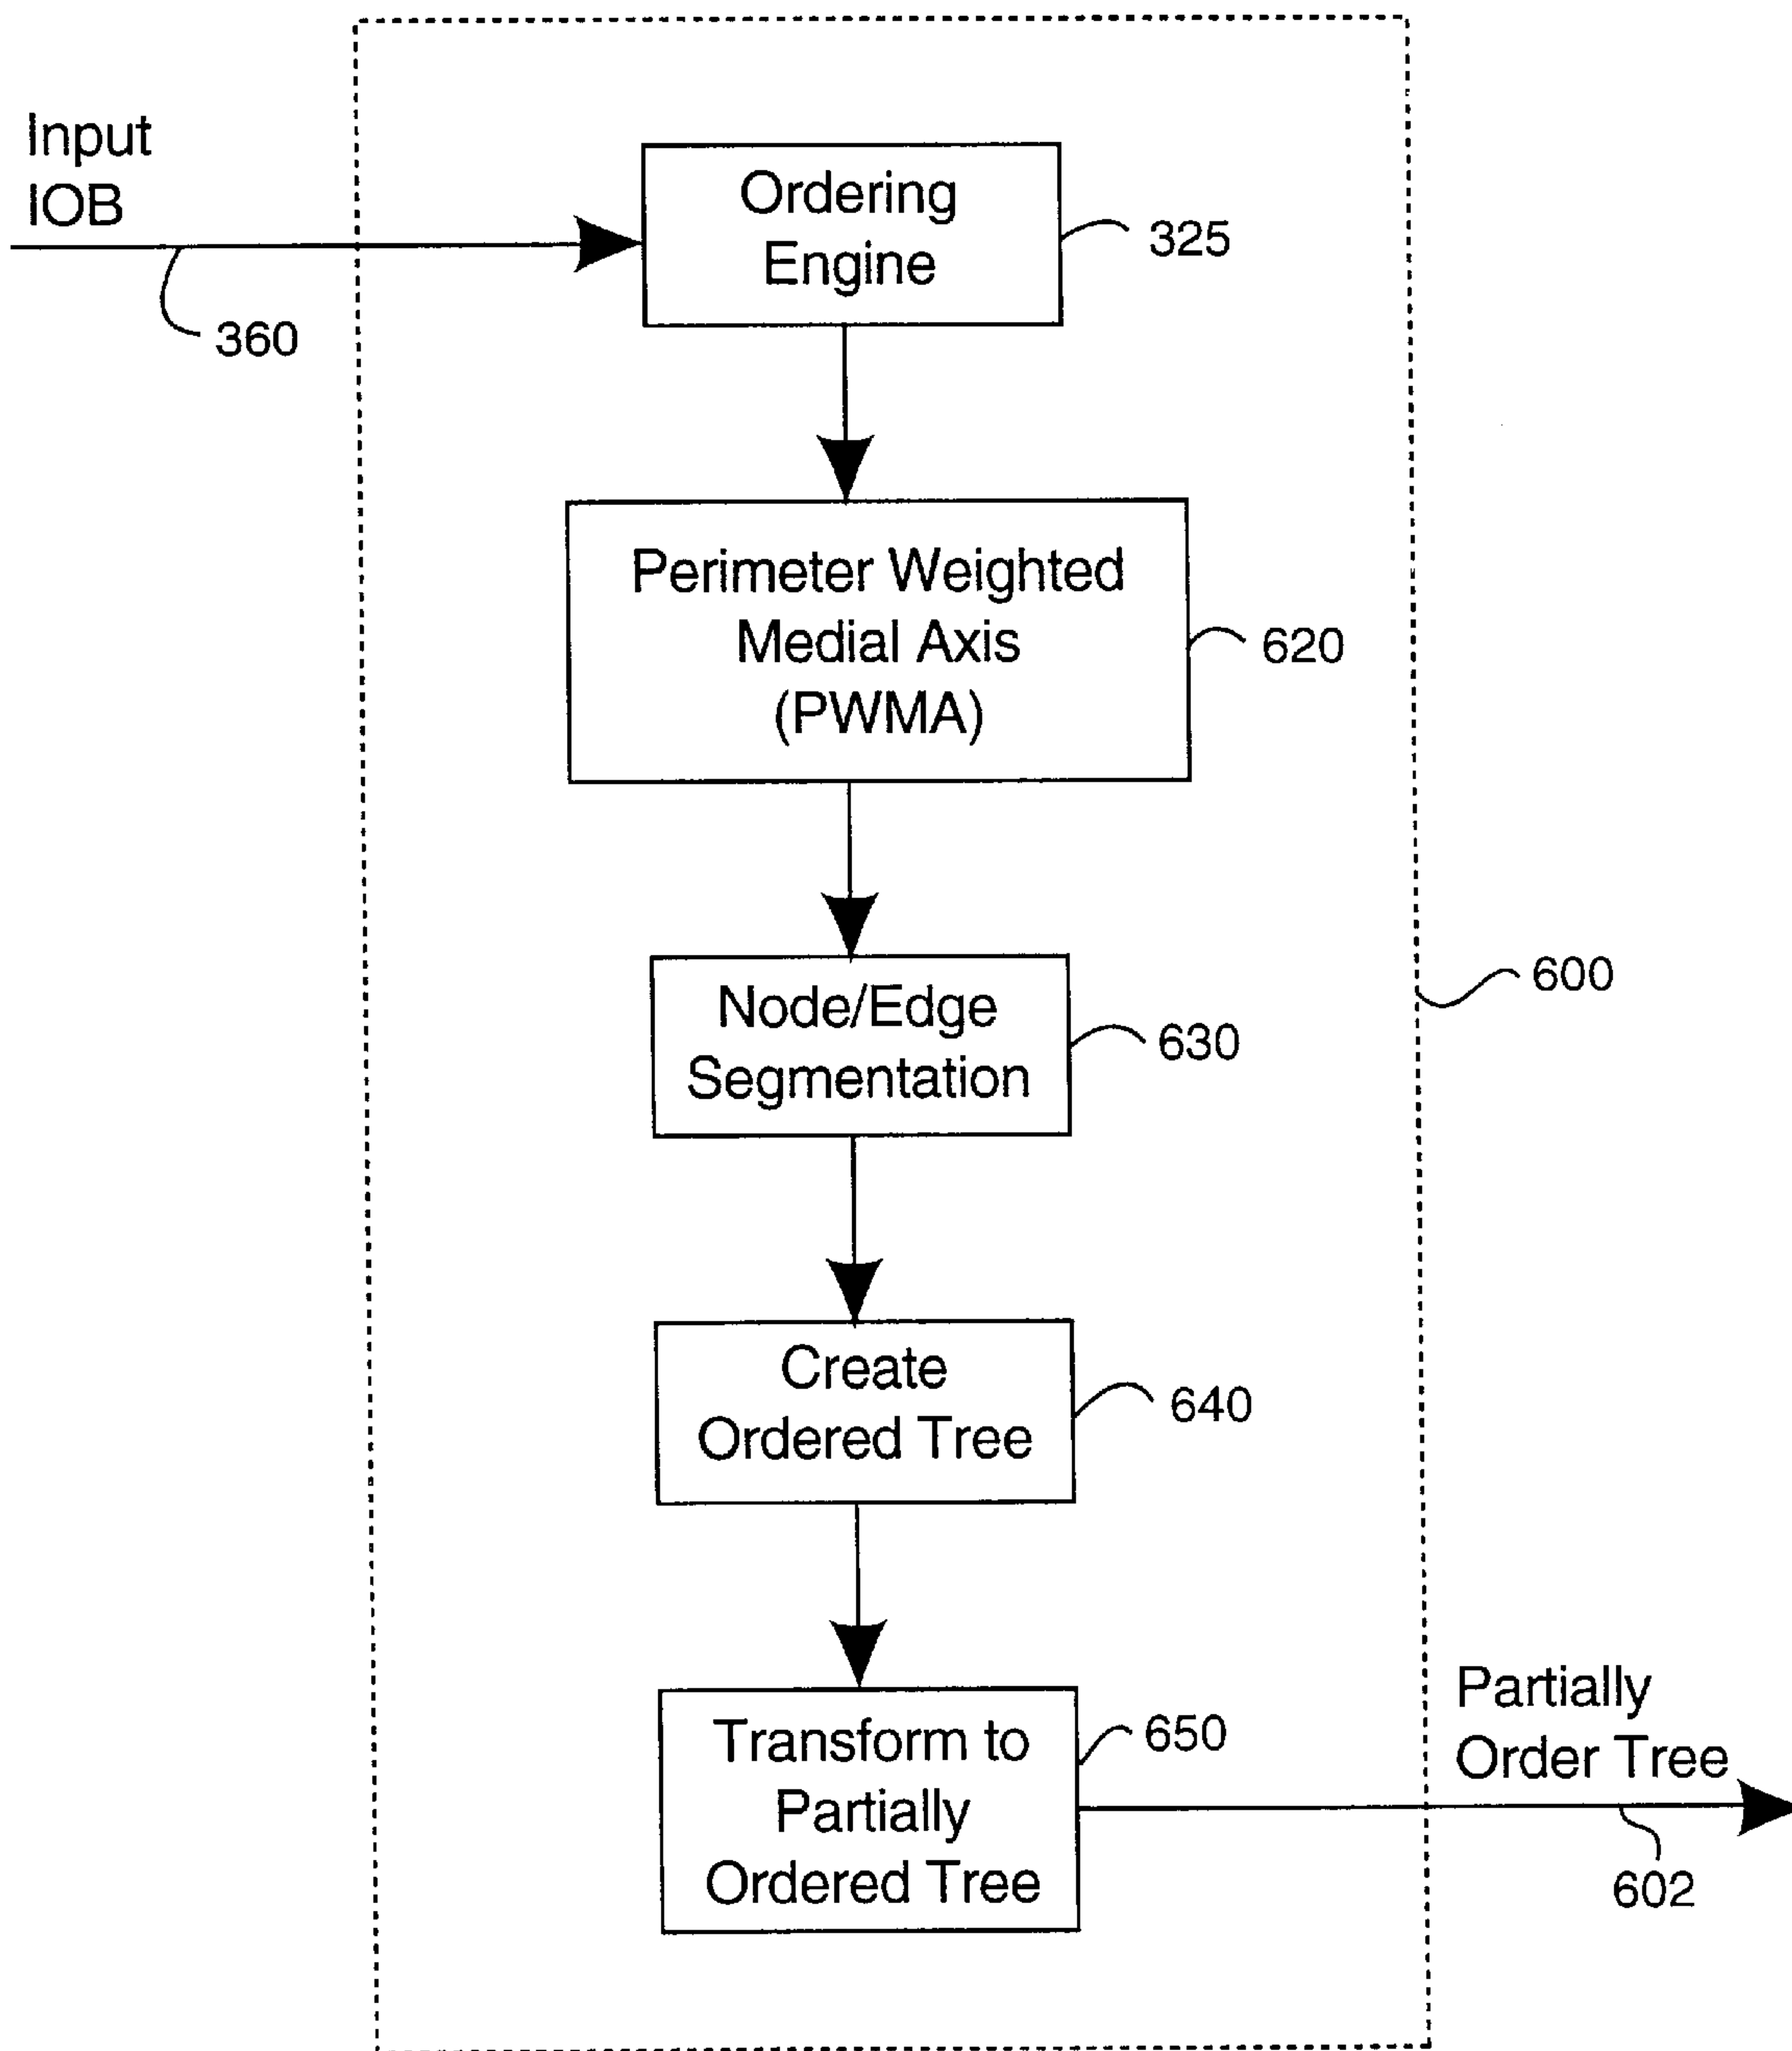 Input
IOB
360
Ordering
Engine
325
Perimeter Weighted
Medial Axis
(PWMA)
620
Node/Edge
Segmentation
630
600
Create
Ordered Tree
640
Transform to
Partially
Ordered Tree
650
Partially
Order Tree
602